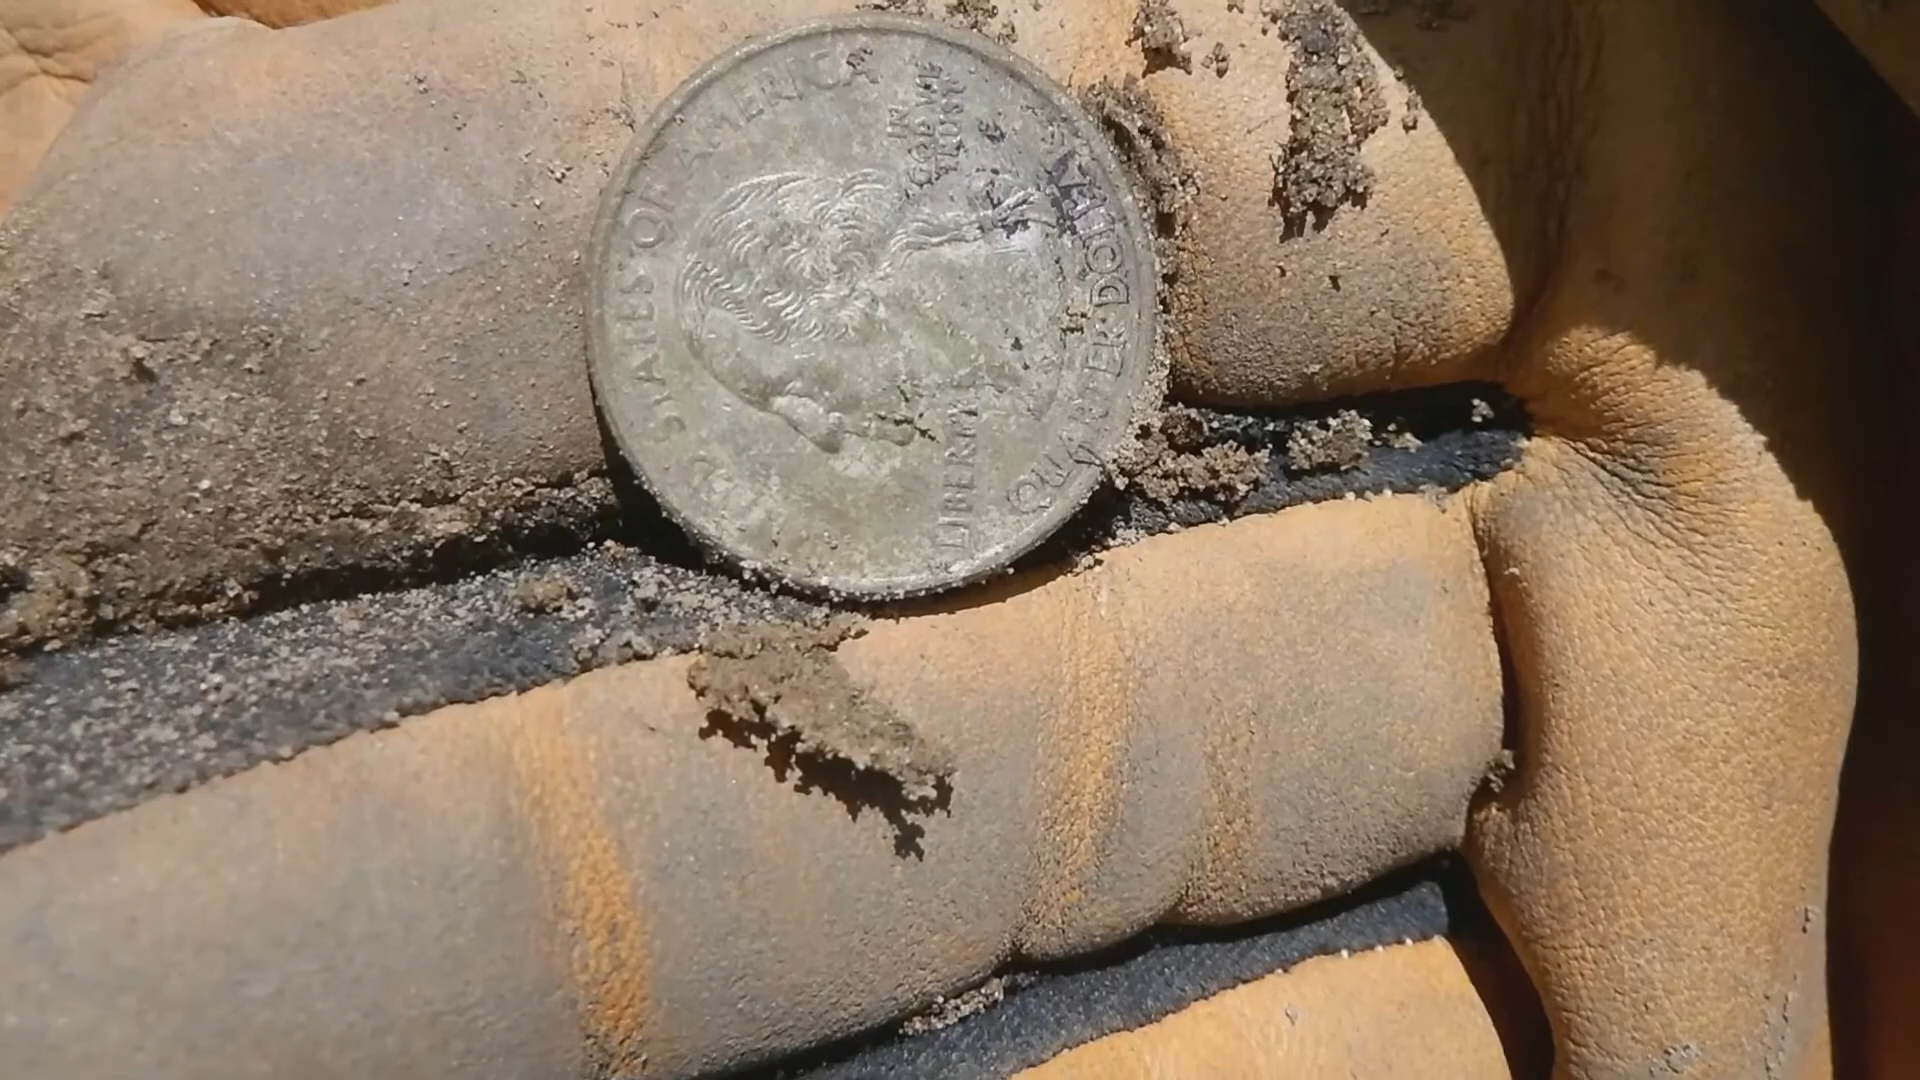 UNITED STATES OF AMERICA
LIBERTY
IN
GOD WE
TRUST
QUARTER DOLLAR